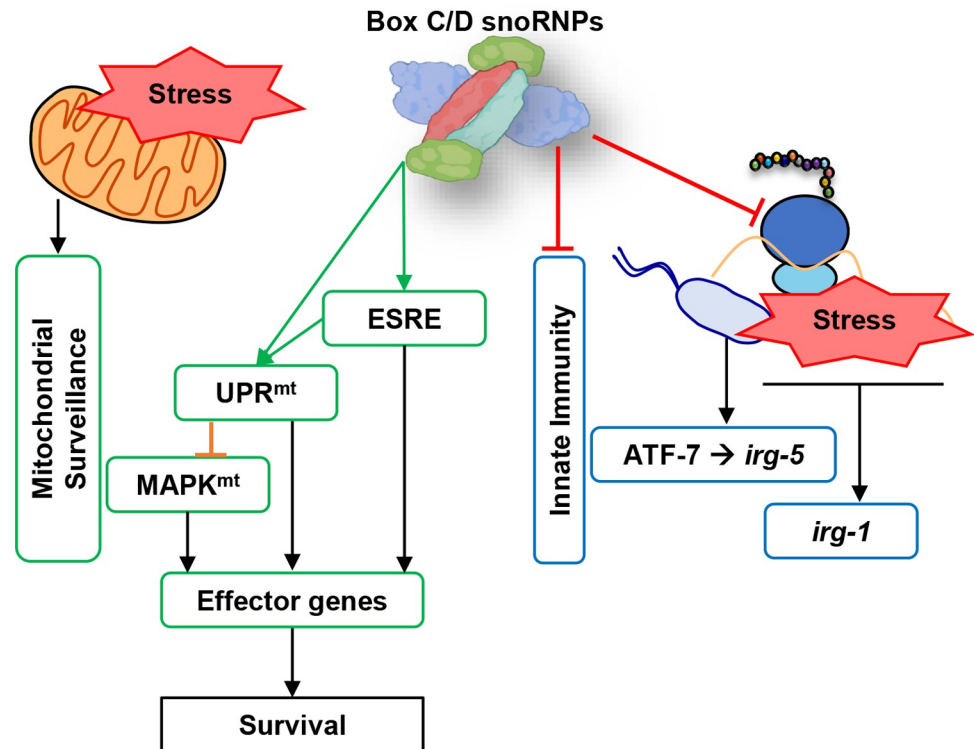 Box C/D snoRNPs
Stress
Mitochondrial
Surveillance
ESRE
UPRᵐᵗ
MAPKᵐᵗ
Effector genes
Survival
Innate Immunity
Stress
ATF-7 → irg-5
irg-1